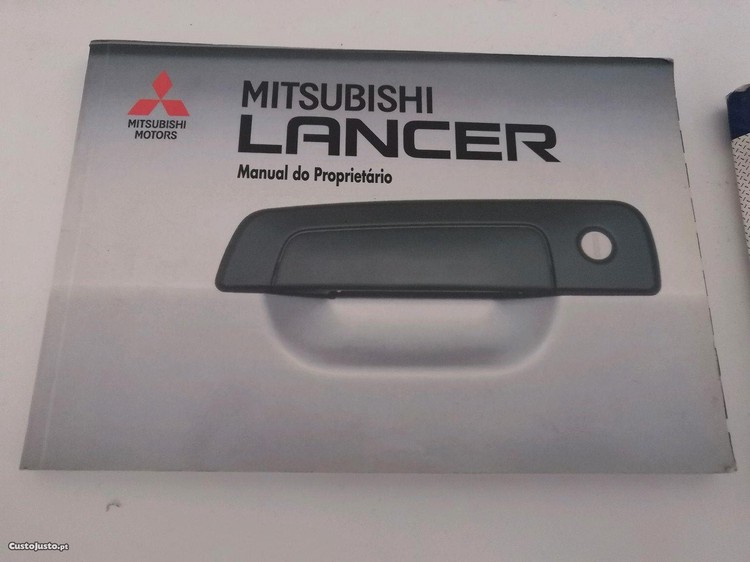 MITSUBISHI
MOTORS
MITSUBISHI
LANCER
Manual do Proprietário
CustoJusto.pt